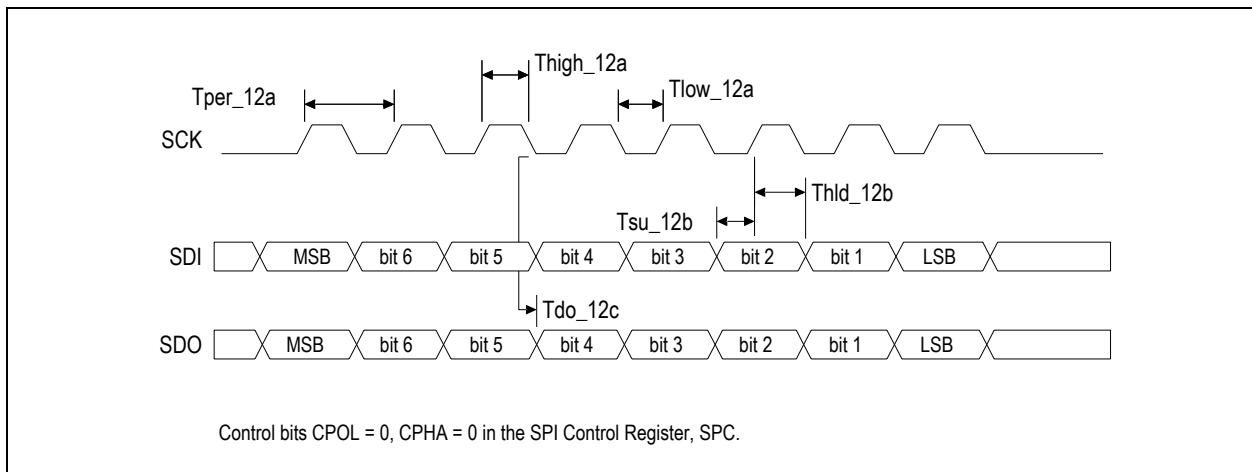 Thigh_12a
Tper_12a
Tlow_12a
SCK
Thld_12b
Tsu_12b
SDI MSB bit 6 bit 5 bit 4 bit 3 bit 2 bit 1 LSB
Tdo_12c
SDO MSB bit 6 bit 5 bit 4 bit 3 bit 2 bit 1 LSB
Control bits CPOL = 0, CPHA = 0 in the SPI Control Register, SPC.